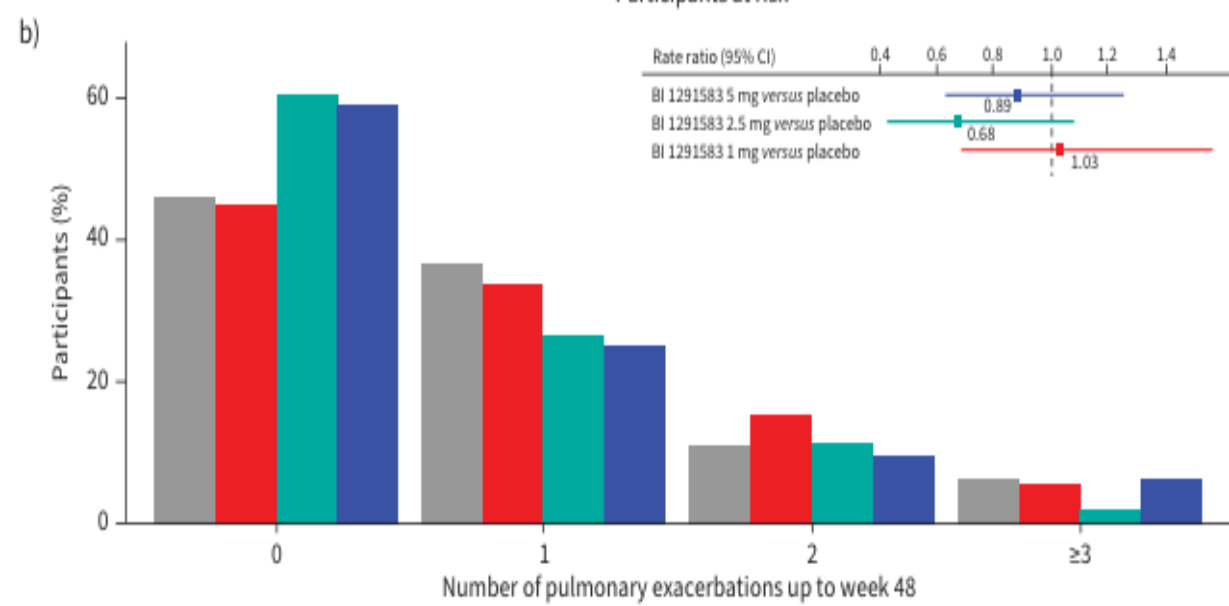 Participants at risk
b)
Rate ratio (95% CI) 0.4 0.6 0.8 1.0 1.2 1.4
BI 1291583 5 mg versus placebo
0.89
BI 1291583 2.5 mg versus placebo
0.68
BI 1291583 1 mg versus placebo
1.03
Participants (%)
60
40
20
0
0 1 2 ≥3
Number of pulmonary exacerbations up to week 48